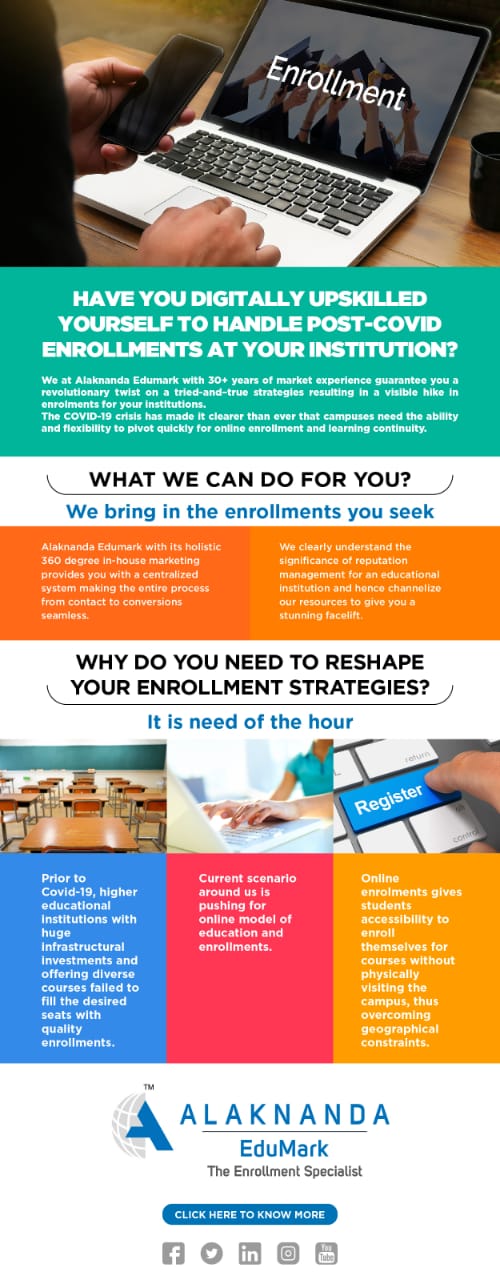 Enrollment
HAVE YOU DIGITALLY UPSKILLED
YOURSELF TO HANDLE POST-COVID
ENROLLMENTS AT YOUR INSTITUTION?
We at Alaknanda Edumark with 30+ years of market experience guarantee you a
revolutionary twist on a tried-and-true strategies resulting in a visible hike in
enrolments for your institutions.
The COVID-19 crisis has made it clearer than ever that campuses need the ability
and flexibility to pivot quickly for online enrollment and learning continuity.
WHAT WE CAN DO FOR YOU?
We bring in the enrollments you seek
Alaknanda Edumark with its holistic
360 degree in-house marketing
provides you with a centralized
system making the entire process
from contact to conversions
seamless.
We clearly understand the
significance of reputation
management for an educational
institution and hence channelize
our resources to give you a
stunning facelift.
WHY DO YOU NEED TO RESHAPE
YOUR ENROLLMENT STRATEGIES?
It is need of the hour
return
Register
control
Prior to
Covid-19, higher
educational
institutions with
huge
infrastructural
investments and
offering diverse
courses failed to
fill the desired
seats with
quality
enrollments.
Current scenario
around us is
pushing for
online model of
education and
enrollments.
Online
enrolments gives
students
accessibility to
enroll
themselves for
courses without
physically
visiting the
campus, thus
overcoming
geographical
constraints.
TM
ALAKNANDA
EduMark
The Enrollment Specialist
CLICK HERE TO KNOW MORE
You
Tube